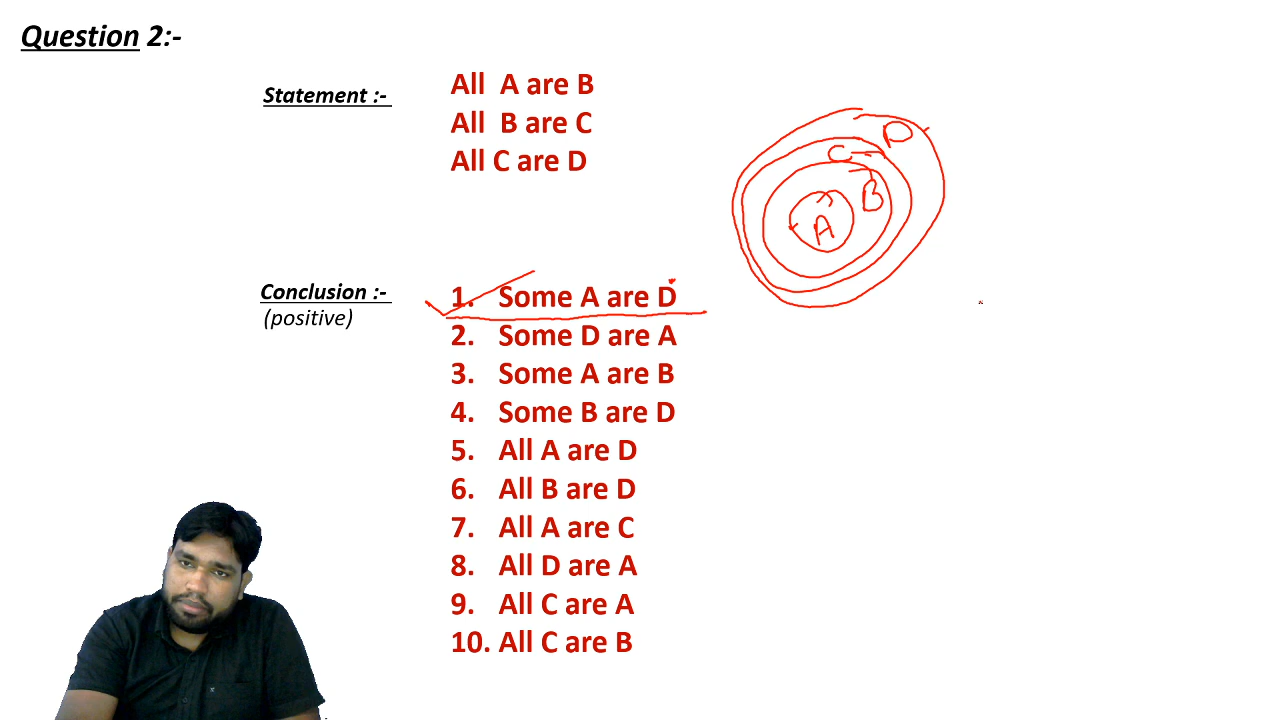 Question 2:-
Statement :-
All A are B
All B are C
All C are D
D
C
B
A
Conclusion :-
(positive)
1. Some A are D
2. Some D are A
3. Some A are B
4. Some B are D
5. All A are D
6. All B are D
7. All A are C
8. All D are A
9. All C are A
10. All C are B